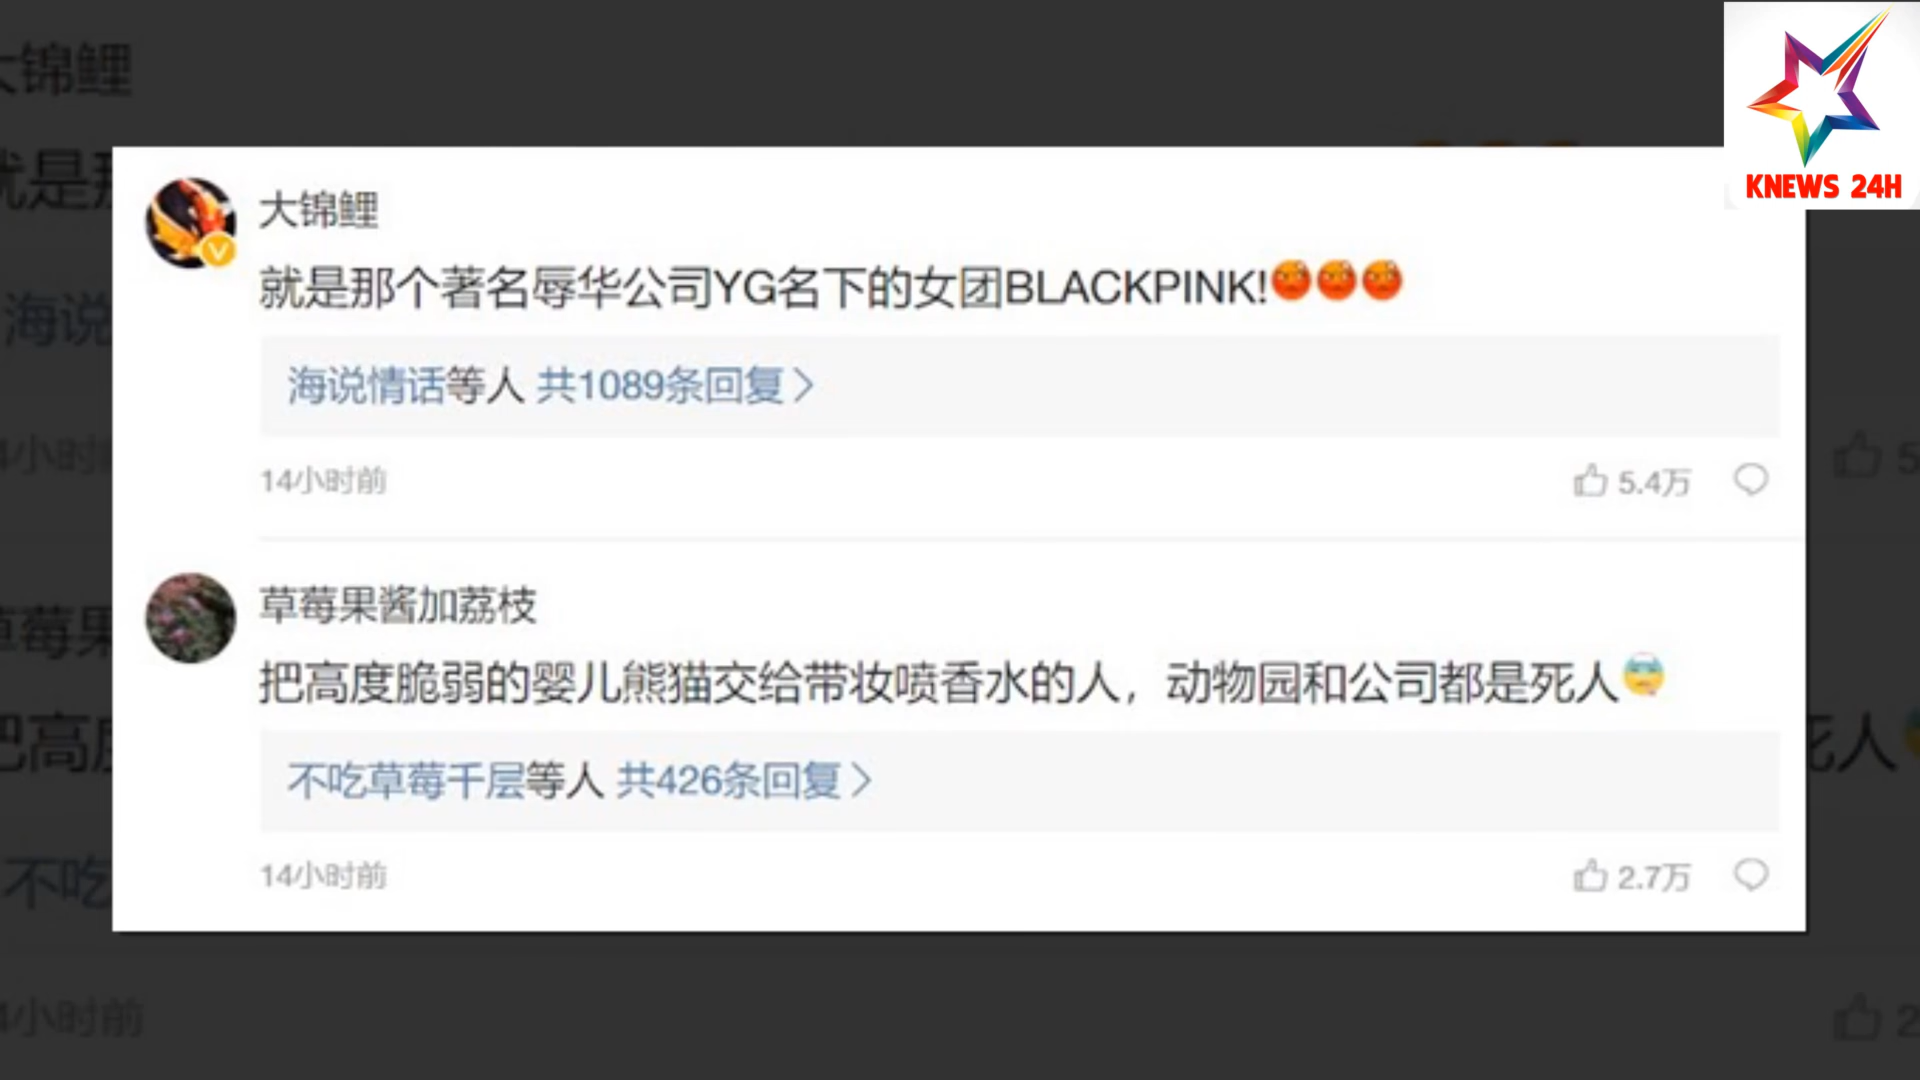 KNEWS 24H
大锦鲤
就是那个著名辱华公司YG名下的女团BLACKPINK!
海说情话等人 共1089条回复
14小时前
5.4万
草莓果酱加荔枝
把高度脆弱的婴儿熊猫交给带妆喷香水的人，动物园和公司都是死人
不吃草莓千层等人 共426条回复
14小时前
2.7万